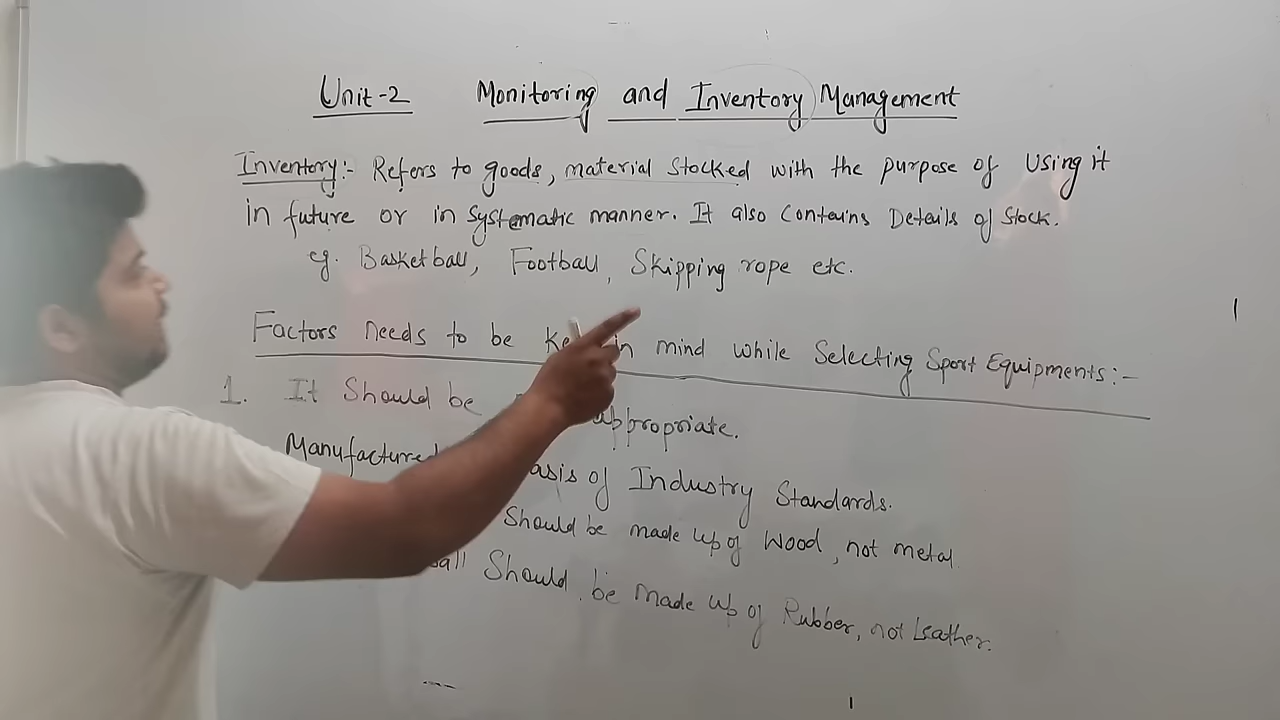 Unit-2 Monitoring and Inventory Management
Inventory:- Refers to goods, material Stocked with the purpose of Using it
in future or in Systematic manner. It also Contains Details of Stock.
eg. Basketball, Football, Skipping rope etc.
Factors Needs to be in mind while Selecting Sport Equipments:-
1. It Should be appropriate.
Manufactured of Industry Standards.
Should be made up of Wood, not metal
Should be made up of Rubber, not Leather.